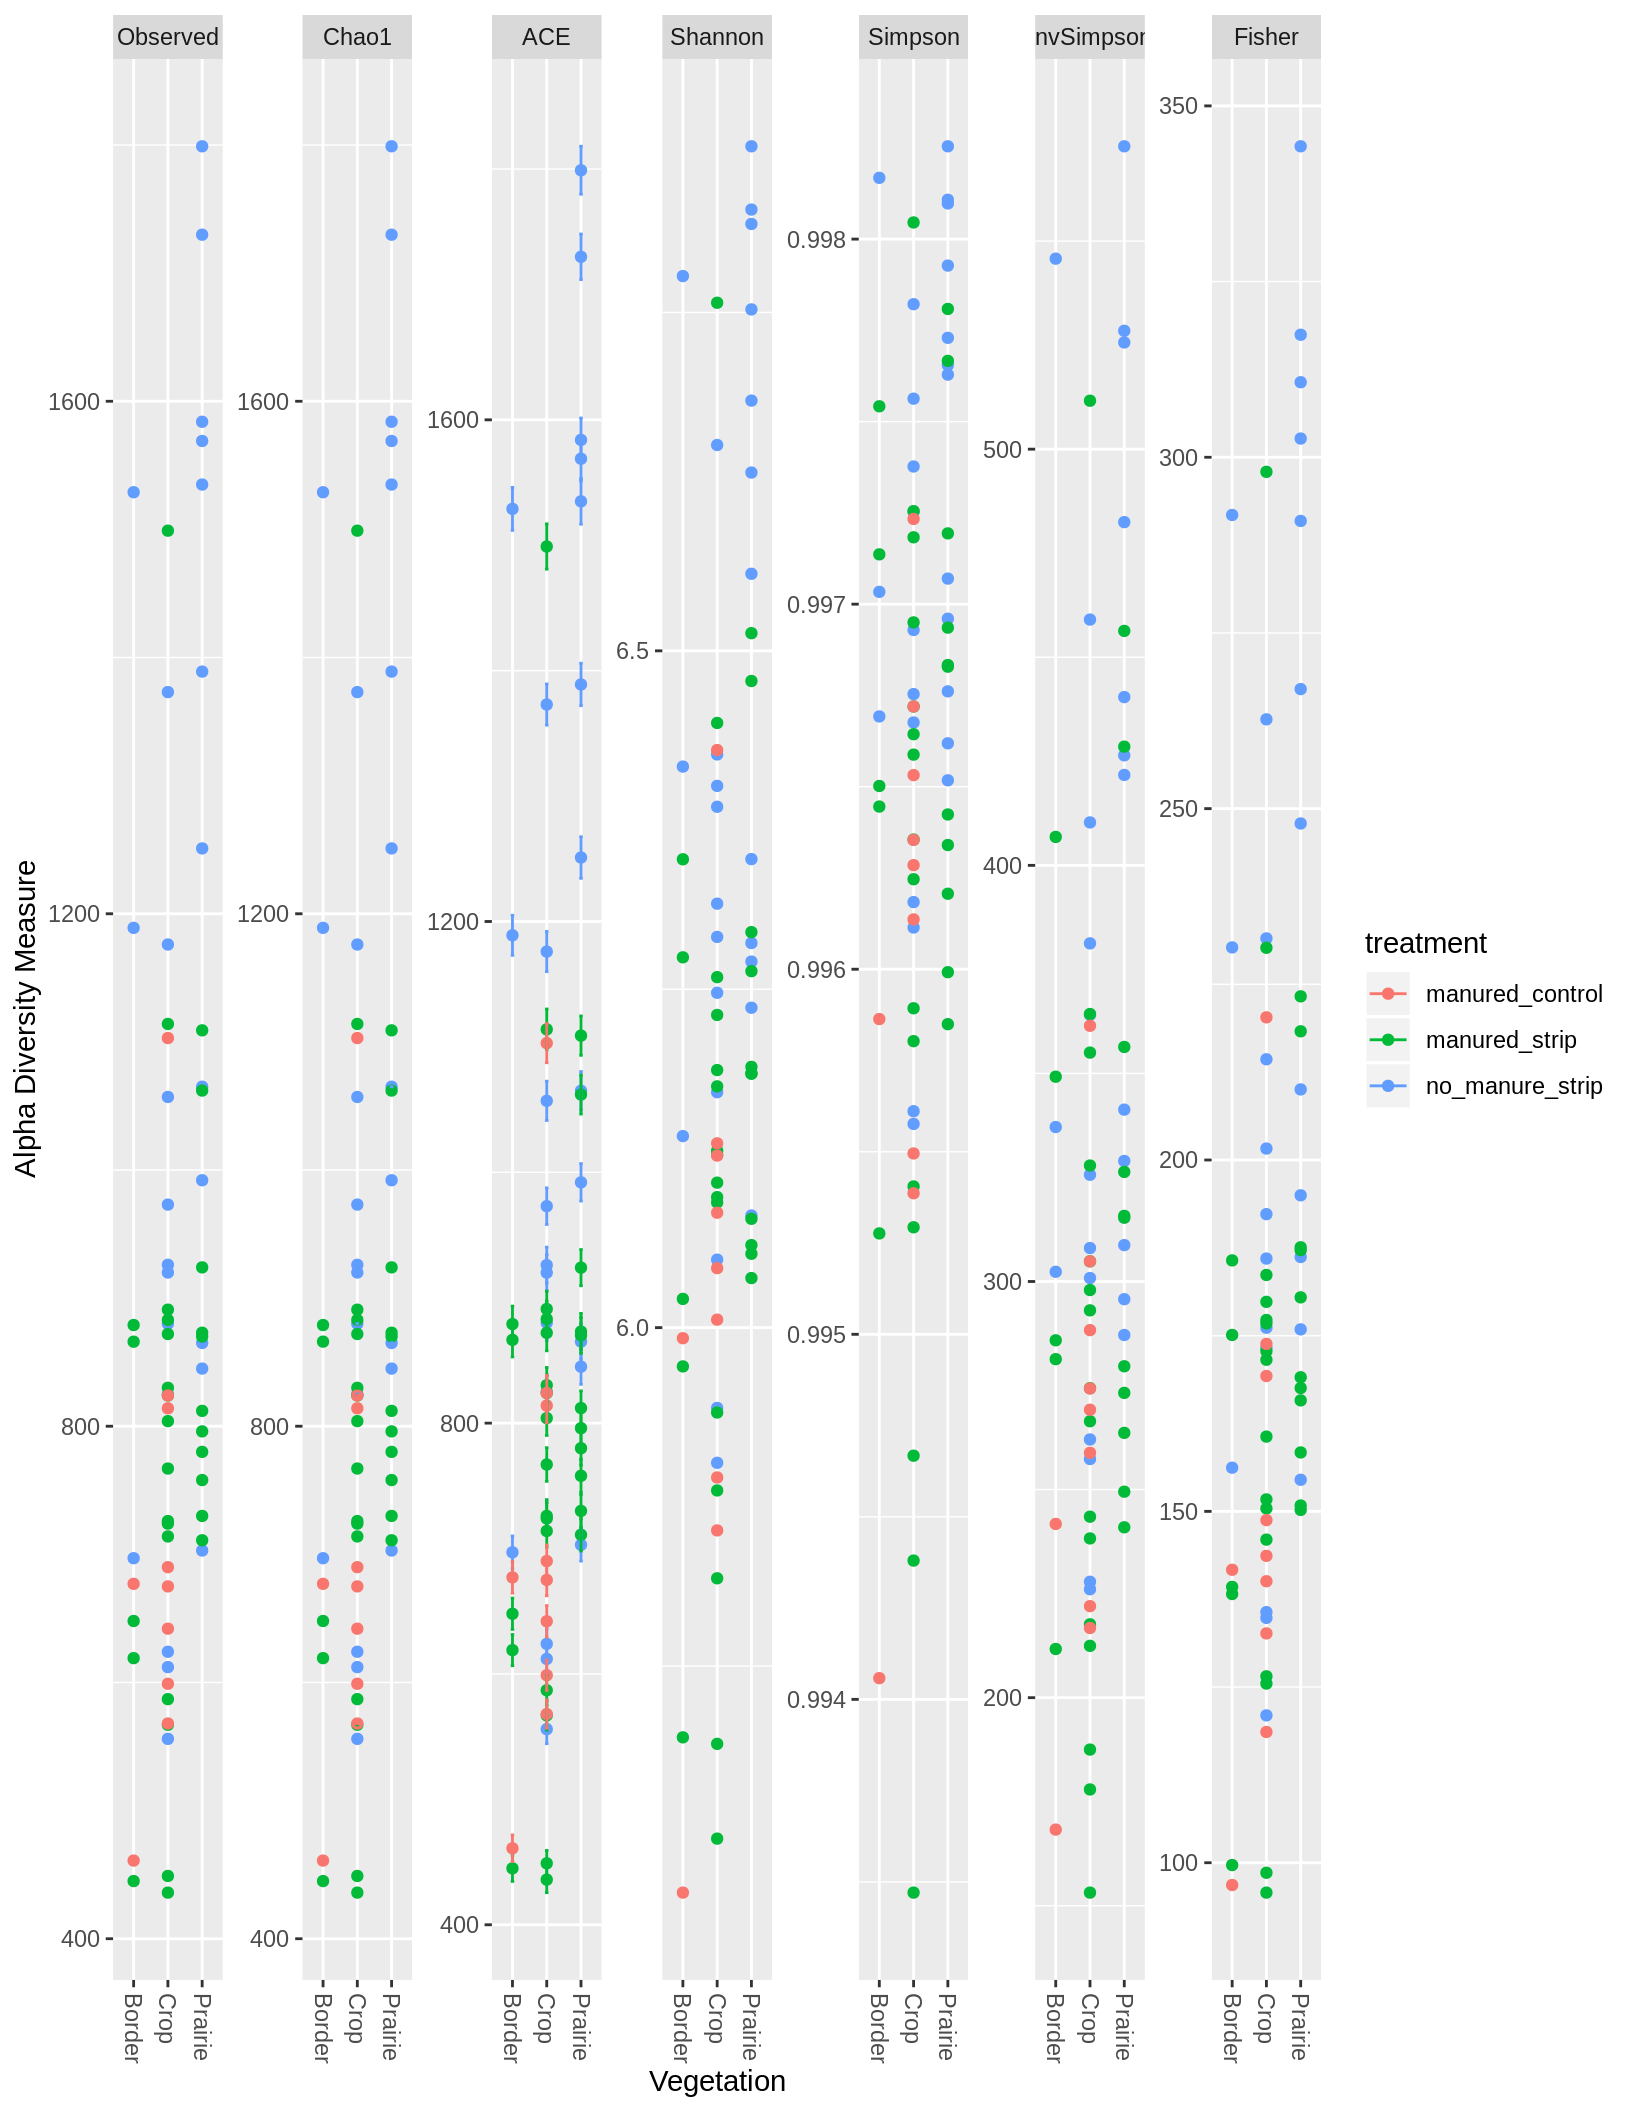 Observed
Chao1
ACE
Shannon
Simpson
nvSimpson
Fisher
Alpha Diversity Measure
1600
1200
800
400
1600
1200
800
400
1600
1200
800
400
6.5
6.0
0.998
0.997
0.996
0.995
0.994
500
400
300
200
350
300
250
200
150
100
Border
Crop
Prairie
Border
Crop
Prairie
Border
Crop
Prairie
Border
Crop
Prairie
Border
Crop
Prairie
Border
Crop
Prairie
Border
Crop
Prairie
Vegetation
treatment
manured_control
manured_strip
no_manure_strip